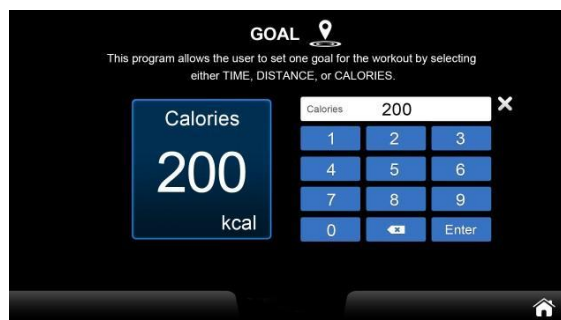 GOAL
This program allows the user to set one goal for the workout by selecting
either TIME, DISTANCE, or CALORIES.
Calories
200
kcal
Calories 200
1 2 3
4 5 6
7 8 9
0 Enter